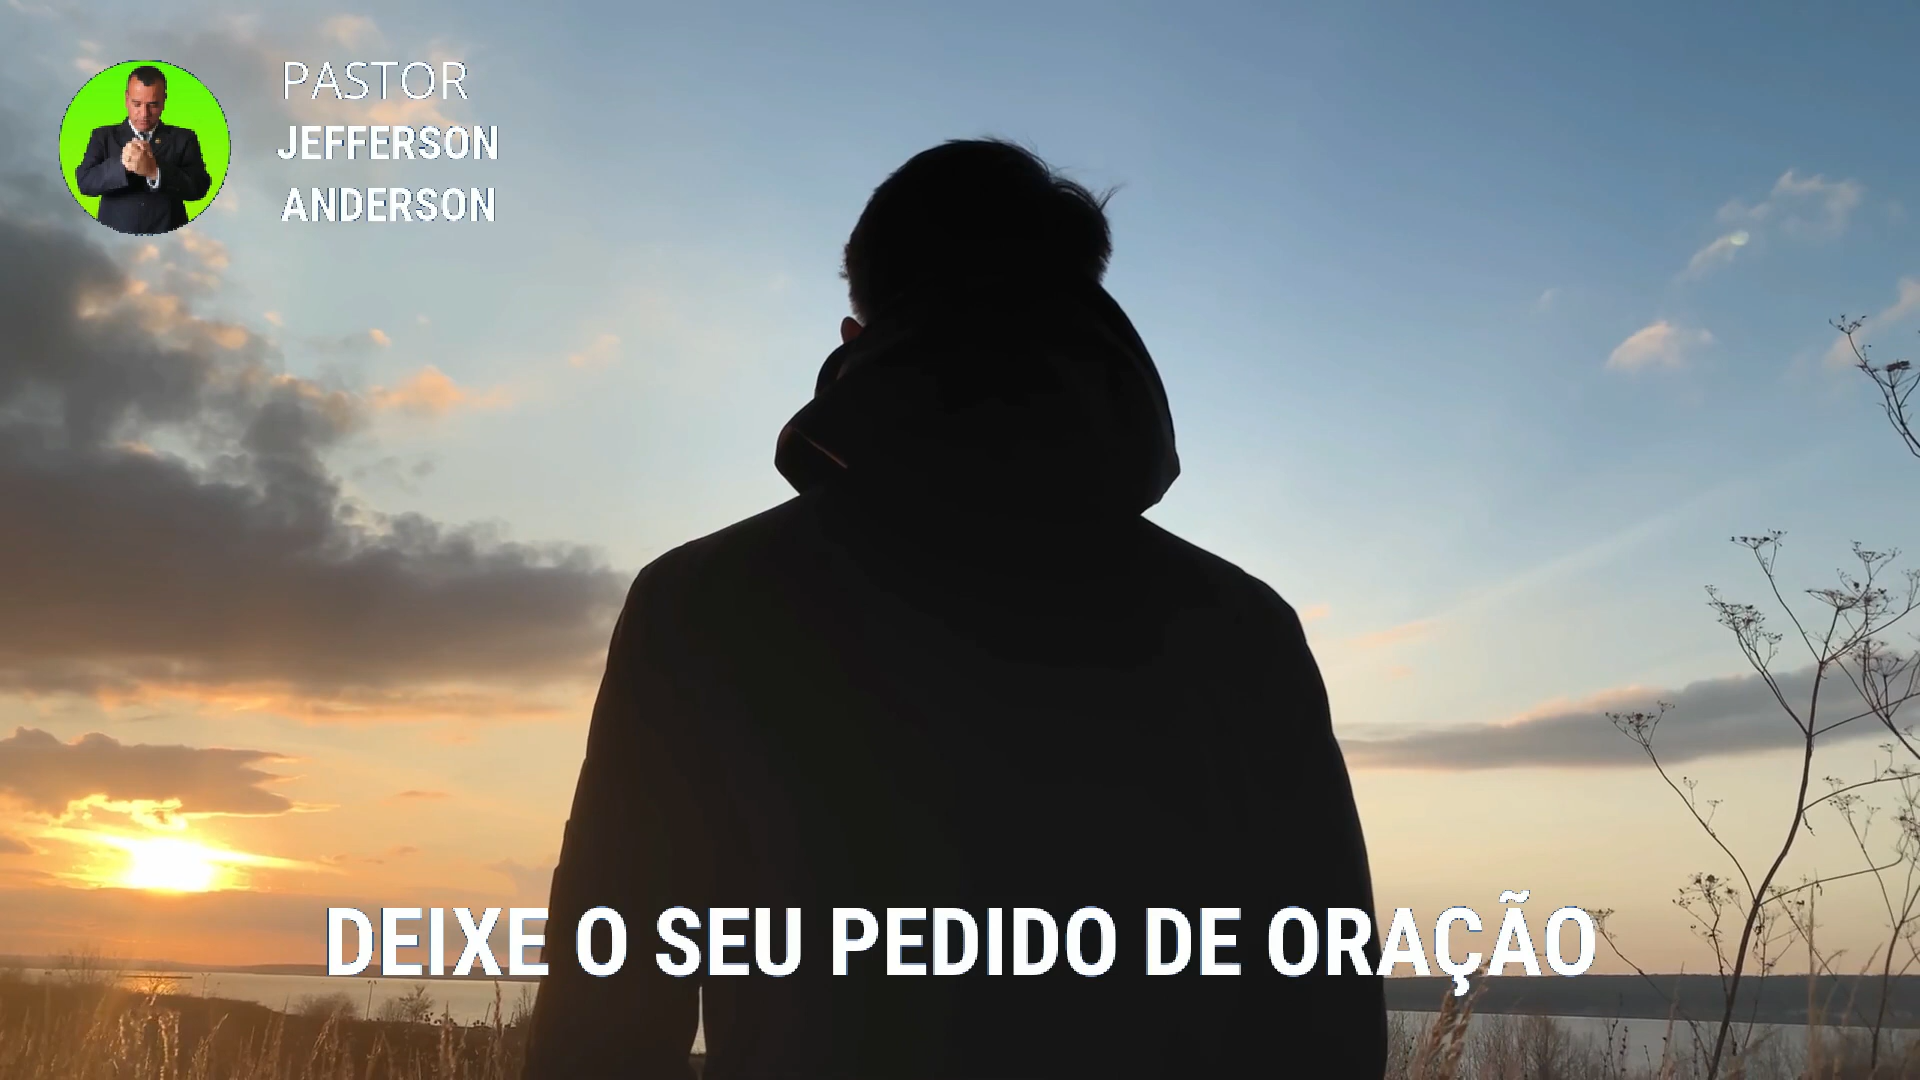 PASTOR
JEFFERSON
ANDERSON
DEIXE O SEU PEDIDO DE ORAÇÃO